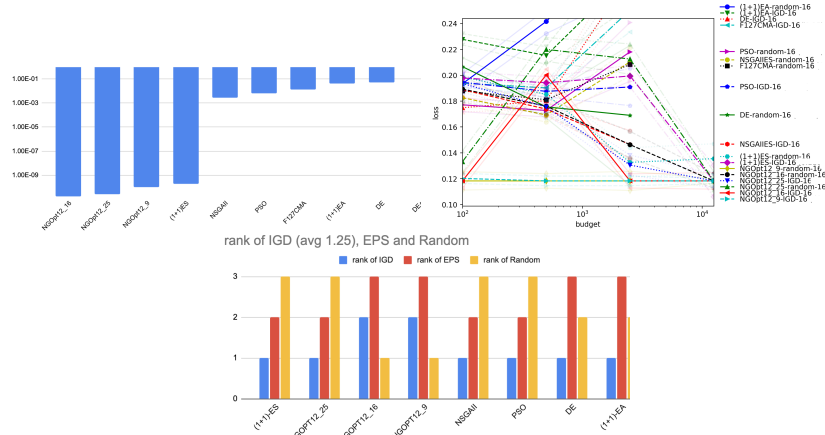 1.00E-01
1.00E-03
1.00E-05
1.00E-07
1.00E-09
NGOPT12_16
NGOpt12_25
NGOpt12_9
(1+1)ES
NSGAII
PSO
F127CMA
(1+1)EA
DE
DE-
0.24
0.22
0.20
0.18
0.16
0.14
0.12
0.10
loss
10²
10³
10⁴
budget
(1+1)EA-random-16
(1+1)EA-IGD-16
DE-IGD-16
F127CMA-IGD-16
PSO-random-16
NSGAIIES-random-16
F127CMA-random-16
PSO-IGD-16
DE-random-16
NSGAIIES-IGD-16
(1+1)ES-random-16
(1+1)ES-IGD-16
NGOpt12_9-random-16
NGOpt12_16-random-16
NGOpt12_25-IGD-16
NGOpt12_25-random-16
NGOpt12_16-IGD-16
NGOpt12_9-IGD-16
rank of IGD (avg 1.25), EPS and Random
rank of IGD
rank of EPS
rank of Random
3
2
1
0
(1+1)-ES
GOPT12_25
GOPT12_16
NGOPT12_9
NSGAII
PSO
DE
(1+1)-EA